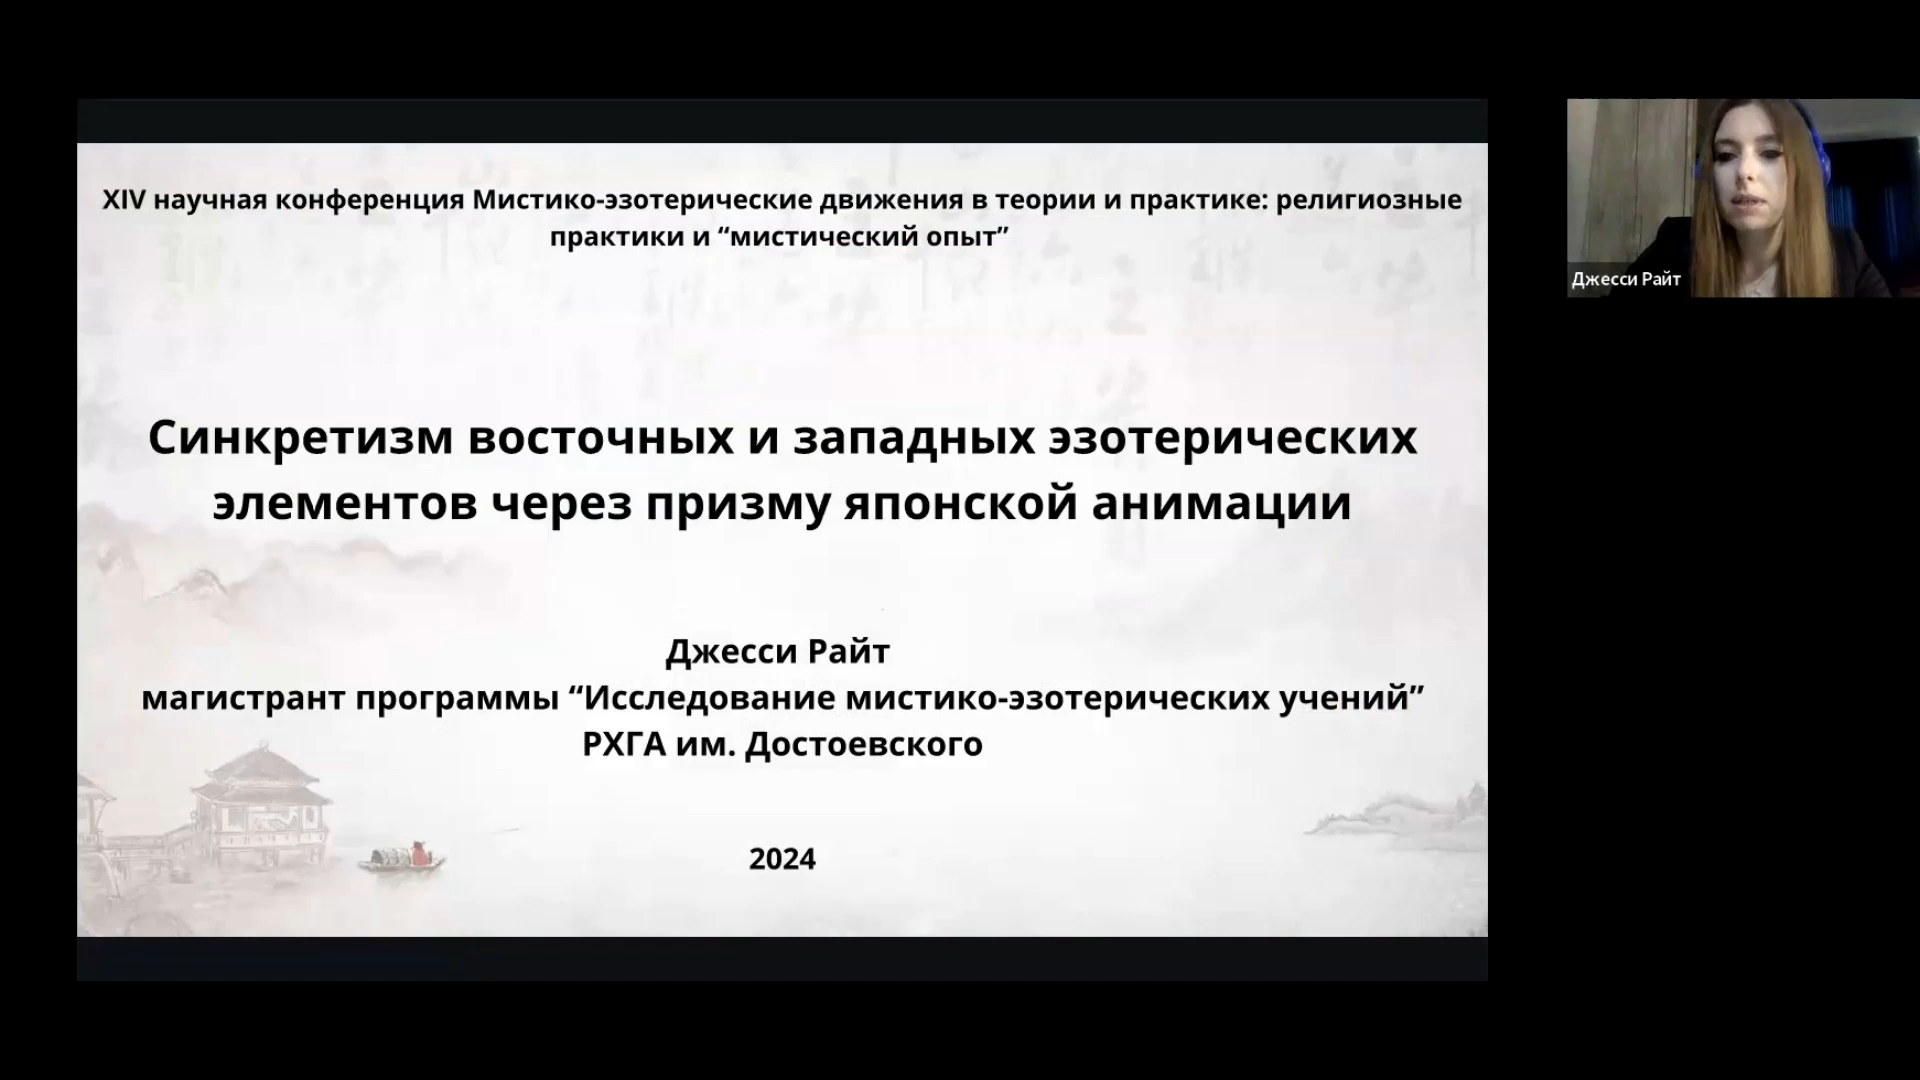 XIV научная конференция Мистико-эзотерические движения в теории и практике: религиозные
практики и “мистический опыт”
Синкретизм восточных и западных эзотерических
элементов через призму японской анимации
Джесси Райт
магистрант программы “Исследование мистико-эзотерических учений”
РХГА им. Достоевского
2024
Джесси Райт